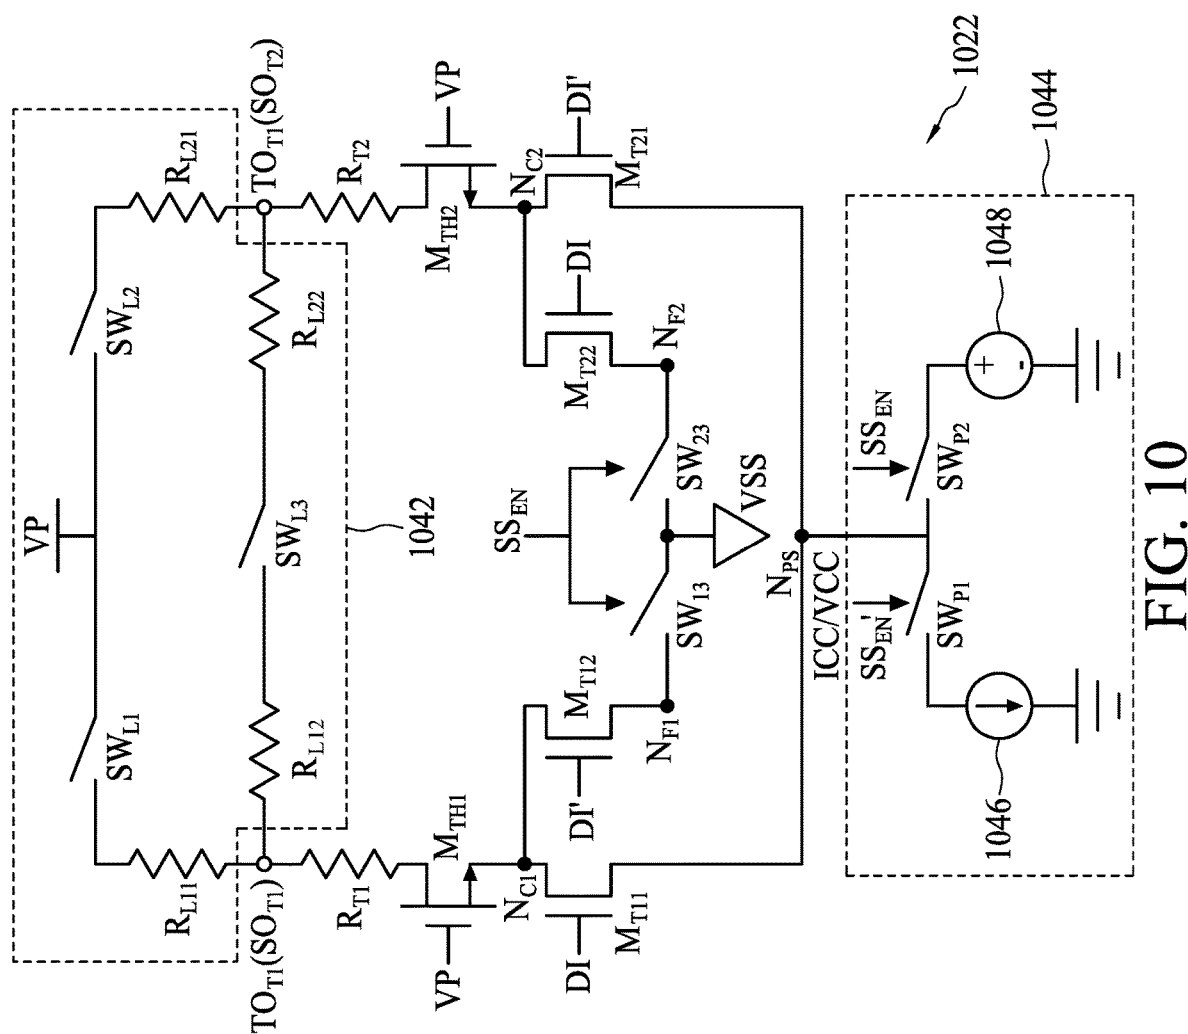 VP
SW_L1
SW_L2
R_L11
R_L21
TO_T1(SO_T1)
TO_T1(SO_T2)
R_L12
SW_L3
R_L22
1042
R_T1
R_T2
VP
M_TH1
M_TH2
VP
SS_EN
N_C1
N_C2
DI
M_T11
DI'
M_T12
M_T22
DI
M_T21
DI'
N_F1
N_F2
SW_13
SW_23
VSS
N_PS
ICC/VCC
1022
1044
SS_EN'
SS_EN
SW_P1
SW_P2
1046
1048
+
-
FIG. 10